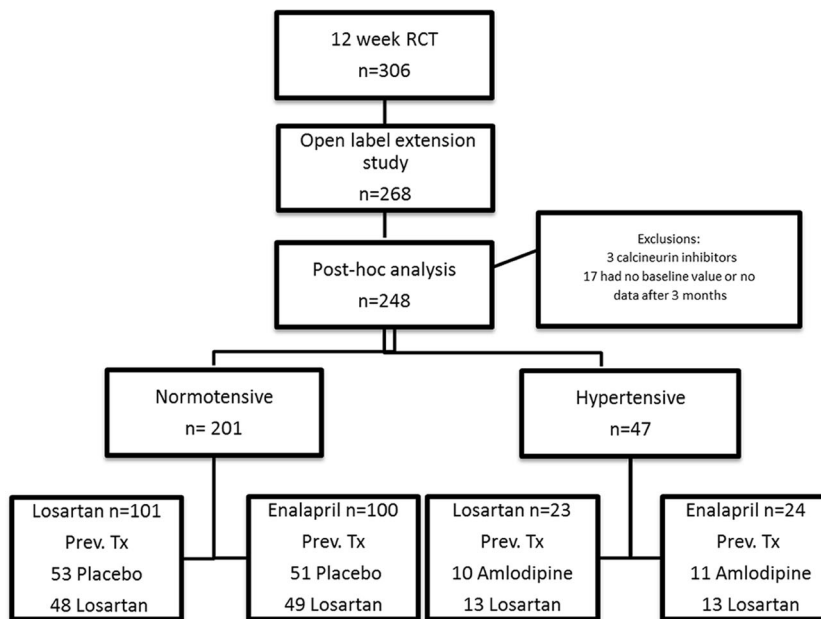 12 week RCT
n=306
Open label extension
study
n=268
Exclusions:
3 calcineurin inhibitors
17 had no baseline value or no
data after 3 months
Post-hoc analysis
n=248
Normotensive
n= 201
Hypertensive
n=47
Losartan n=101
Prev. Tx
53 Placebo
48 Losartan
Enalapril n=100
Prev. Tx
51 Placebo
49 Losartan
Losartan n=23
Prev. Tx
10 Amlodipine
13 Losartan
Enalapril n=24
Prev. Tx
11 Amlodipine
13 Losartan